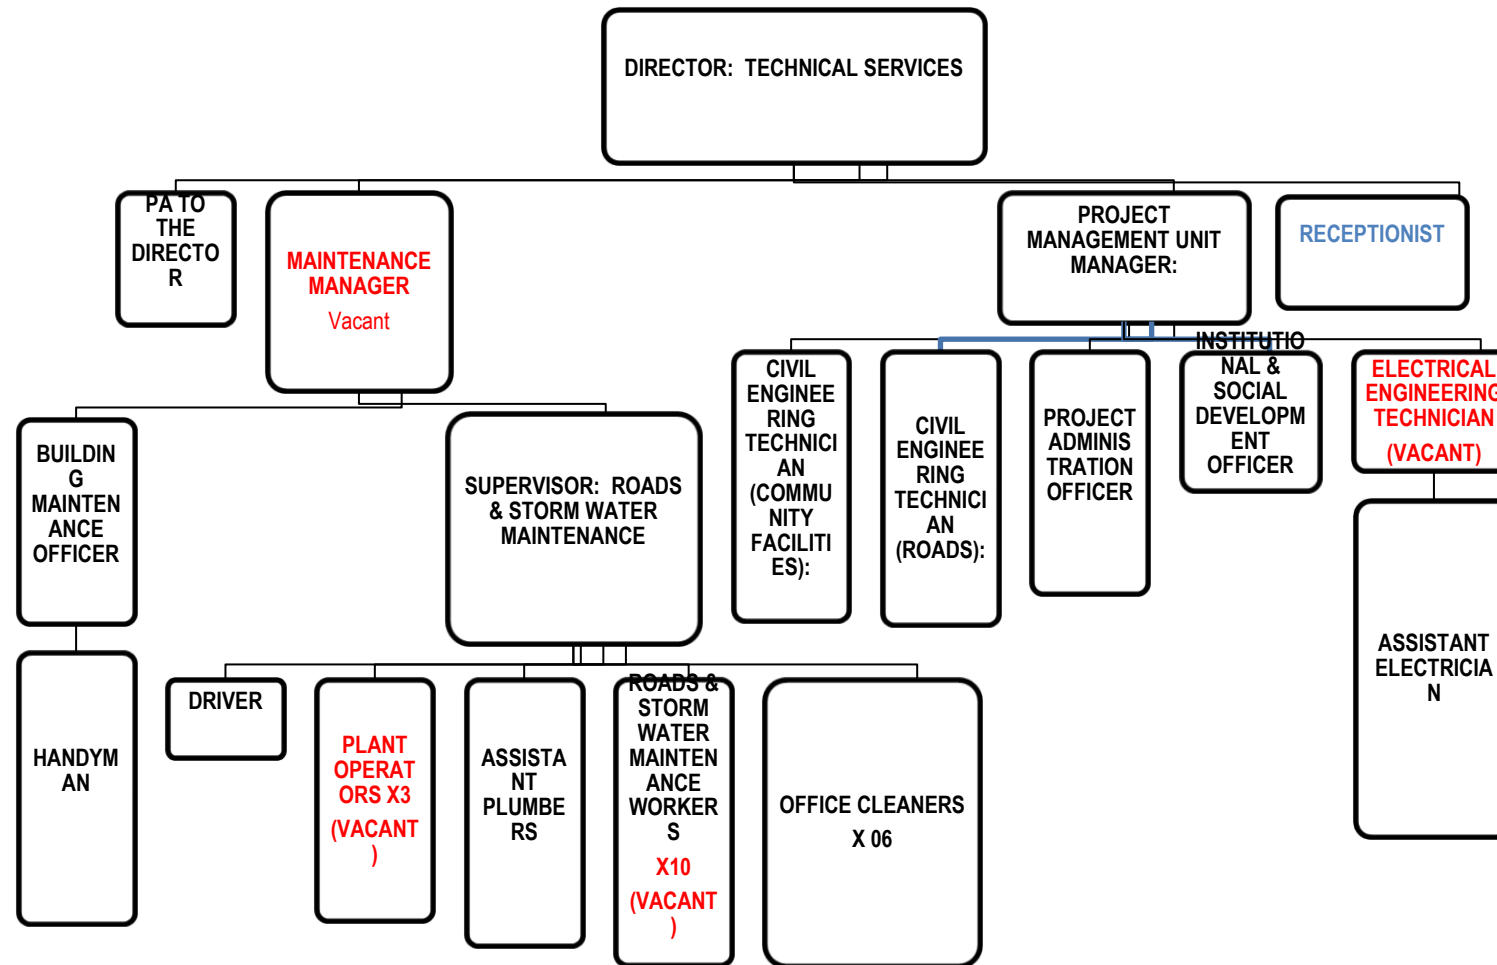 DIRECTOR:  TECHNICAL SERVICES
PA TO
THE
DIRECTO
R
MAINTENANCE
MANAGER
Vacant
PROJECT
MANAGEMENT UNIT
MANAGER:
RECEPTIONIST
BUILDIN
G
MAINTEN
ANCE
OFFICER
SUPERVISOR:  ROADS
& STORM WATER
MAINTENANCE
CIVIL
ENGINEE
RING
TECHNICI
AN
(COMMU
NITY
FACILITI
ES):
CIVIL
ENGINEE
RING
TECHNICI
AN
(ROADS):
PROJECT
ADMINIS
TRATION
OFFICER
INSTITUTIO
NAL &
SOCIAL
DEVELOPM
ENT
OFFICER
ELECTRICAL
ENGINEERING
TECHNICIAN
(VACANT)
HANDYM
AN
DRIVER
PLANT
OPERAT
ORS X3
(VACANT
)
ASSISTA
NT
PLUMBE
RS
ROADS &
STORM
WATER
MAINTEN
ANCE
WORKER
S
X10
(VACANT
)
OFFICE CLEANERS
X 06
ASSISTANT
ELECTRICIA
N